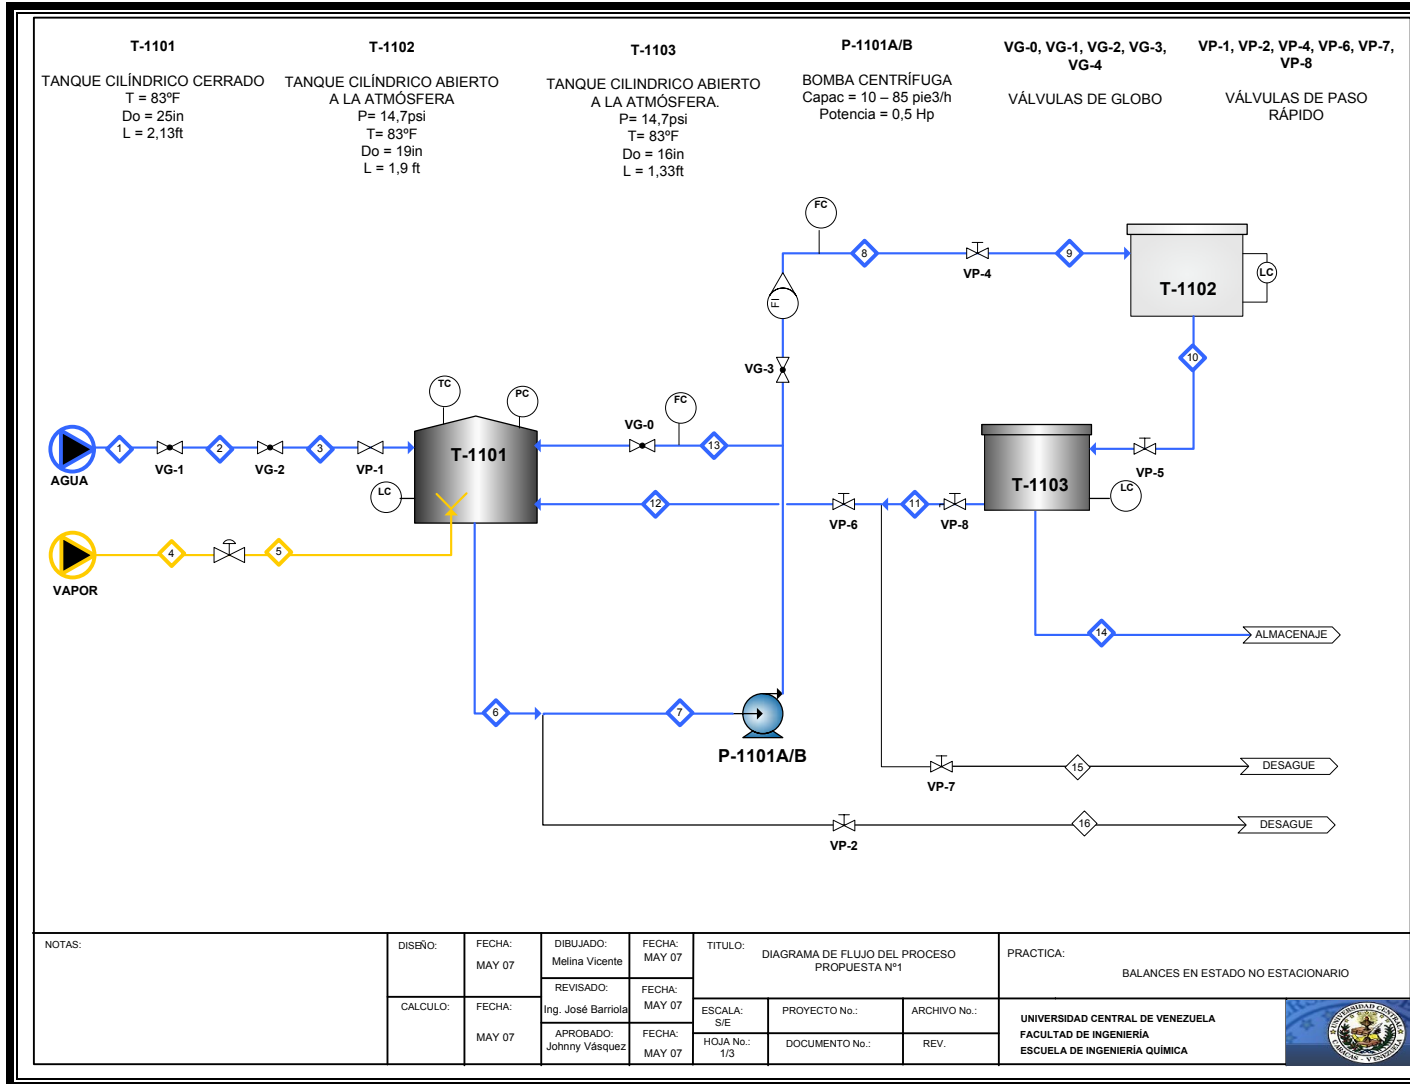 T-1101
TANQUE CILÍNDRICO CERRADO
T = 83ºF
Do = 25in
L = 2,13ft
T-1102
TANQUE CILÍNDRICO ABIERTO
A LA ATMÓSFERA
P= 14,7psi
T= 83ºF
Do = 19in
L = 1,9 ft
T-1103
TANQUE CILINDRICO ABIERTO
A LA ATMÓSFERA.
P= 14,7psi
T= 83ºF
Do = 16in
L = 1,33ft
P-1101A/B
BOMBA CENTRÍFUGA
Capac = 10 – 85 pie3/h
Potencia = 0,5 Hp
VG-0, VG-1, VG-2, VG-3,
VG-4
VÁLVULAS DE GLOBO
VP-1, VP-2, VP-4, VP-6, VP-7,
VP-8
VÁLVULAS DE PASO
RÁPIDO
FC
8
VP-4
9
LC
T-1102
FI
10
VG-3
TC
PC
FC
VG-0
13
AGUA
1
VG-1
2
VG-2
3
VP-1
T-1101
LC
VP-5
T-1103
LC
12
VP-6
11
VP-8
4
5
VAPOR
14
ALMACENAJE
6
7
P-1101A/B
VP-7
15
DESAGUE
VP-2
16
DESAGUE
NOTAS:
DISEÑO:
FECHA:
MAY 07
CALCULO:
FECHA:
MAY 07
DIBUJADO:
Melina Vicente
FECHA:
MAY 07
REVISADO:
Ing. José Barriola
FECHA:
MAY 07
APROBADO:
Johnny Vásquez
FECHA:
MAY 07
TITULO:
DIAGRAMA DE FLUJO DEL PROCESO
PROPUESTA Nº1
ESCALA:
S/E
PROYECTO No.:
ARCHIVO No.:
HOJA No.:
1/3
DOCUMENTO No.:
REV.
PRACTICA:
BALANCES EN ESTADO NO ESTACIONARIO
UNIVERSIDAD CENTRAL DE VENEZUELA
FACULTAD DE INGENIERÍA
ESCUELA DE INGENIERÍA QUÍMICA
UNIVERSIDAD CENTRAL
CARACAS - VENEZUELA